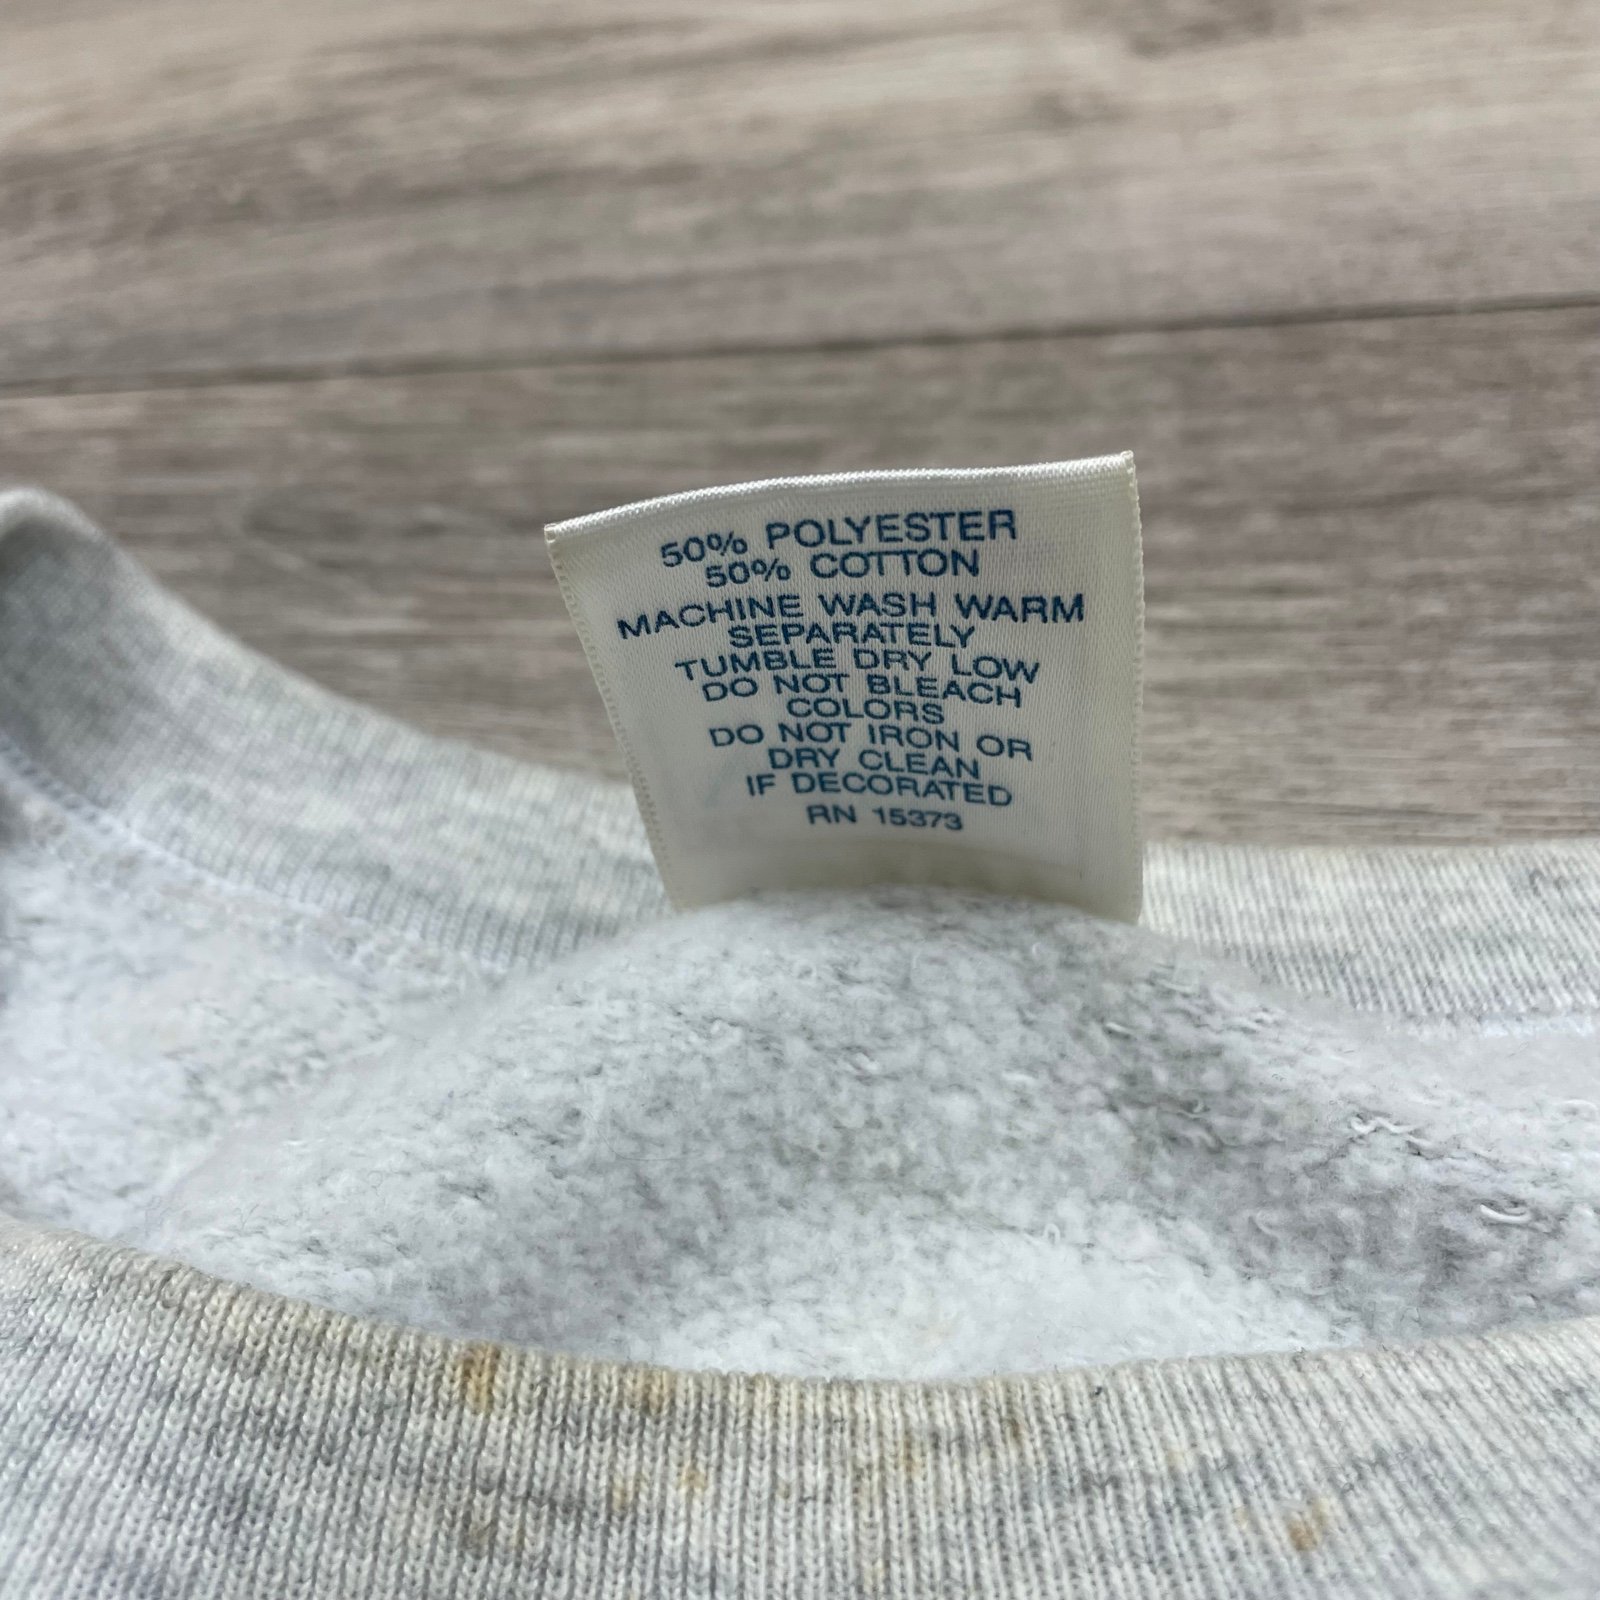 50% POLYESTER
50% COTTON
MACHINE WASH WARM
SEPARATELY
TUMBLE DRY LOW
DO NOT BLEACH
COLORS
DO NOT IRON OR
DRY CLEAN
IF DECORATED
RN 15373